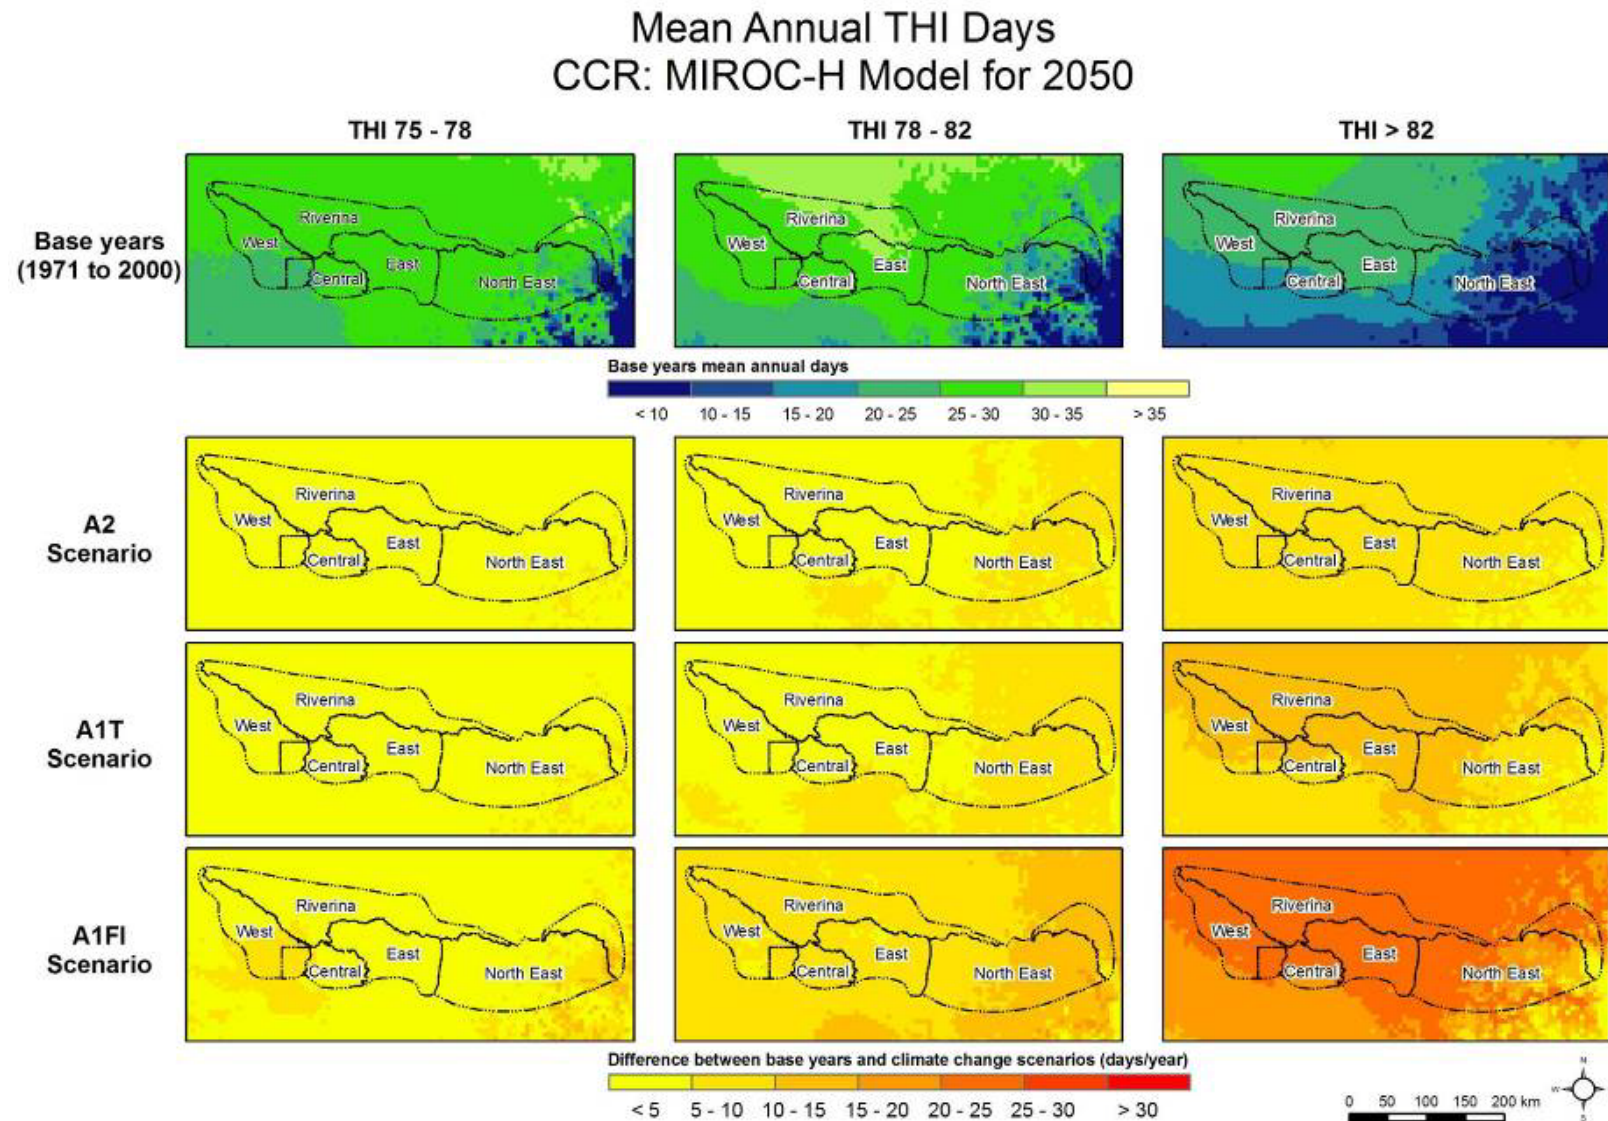 Mean Annual THI Days
CCR: MIROC-H Model for 2050
THI 75 - 78
THI 78 - 82
THI > 82
Base years
(1971 to 2000)
Riverina
West
Central
East
North East
Riverina
West
Central
East
North East
Riverina
West
Central
East
North East
Base years mean annual days
< 10
10 - 15
15 - 20
20 - 25
25 - 30
30 - 35
> 35
A2
Scenario
Riverina
West
Central
East
North East
Riverina
West
Central
East
North East
Riverina
West
Central
East
North East
A1T
Scenario
Riverina
West
Central
East
North East
Riverina
West
Central
East
North East
Riverina
West
Central
East
North East
A1FI
Scenario
Riverina
West
Central
East
North East
Riverina
West
Central
East
North East
Riverina
West
Central
East
North East
Difference between base years and climate change scenarios (days/year)
< 5
5 - 10
10 - 15
15 - 20
20 - 25
25 - 30
> 30
0 50 100 150 200 km
N
W
S